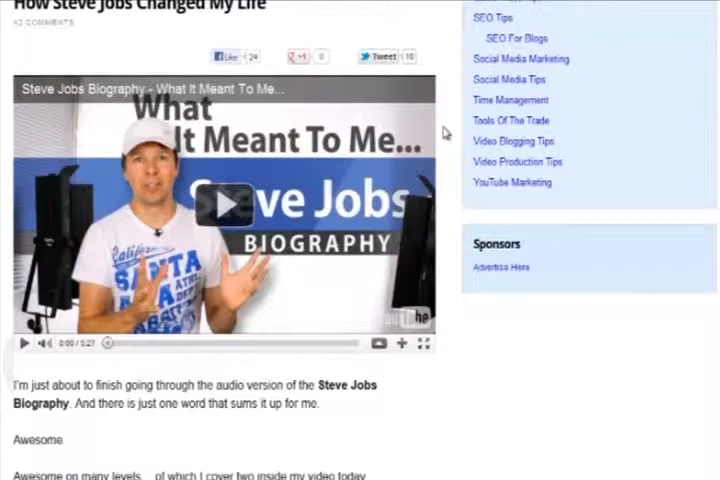 How Steve Jobs Changed My Life
42 COMMENTS
Like 24
+1
Tweet 10
Steve Jobs Biography - What It Meant To Me...
What
It Meant To Me...
Steve Jobs
BIOGRAPHY
California
SANTA
YouTube
0:00 / 5:27
I'm just about to finish going through the audio version of the Steve Jobs
Biography. And there is just one word that sums it up for me.
Awesome
Awesome on many levels... of which I cover two inside my video today
SEO Tips
SEO For Blogs
Social Media Marketing
Social Media Tips
Time Management
Tools Of The Trade
Video Blogging Tips
Video Production Tips
YouTube Marketing
Sponsors
Advertise Here